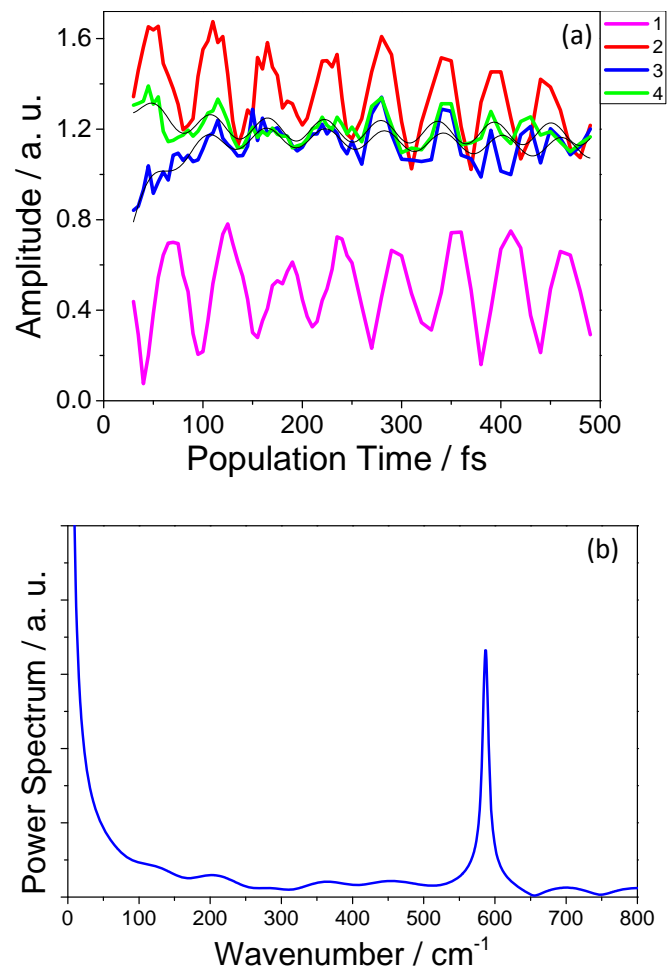 (a)
1
2
3
4
1.6
1.2
0.8
0.4
0.0
Amplitude / a. u.
0 100 200 300 400 500
Population Time / fs
(b)
Power Spectrum / a. u.
0 100 200 300 400 500 600 700 800
Wavenumber / cm⁻¹